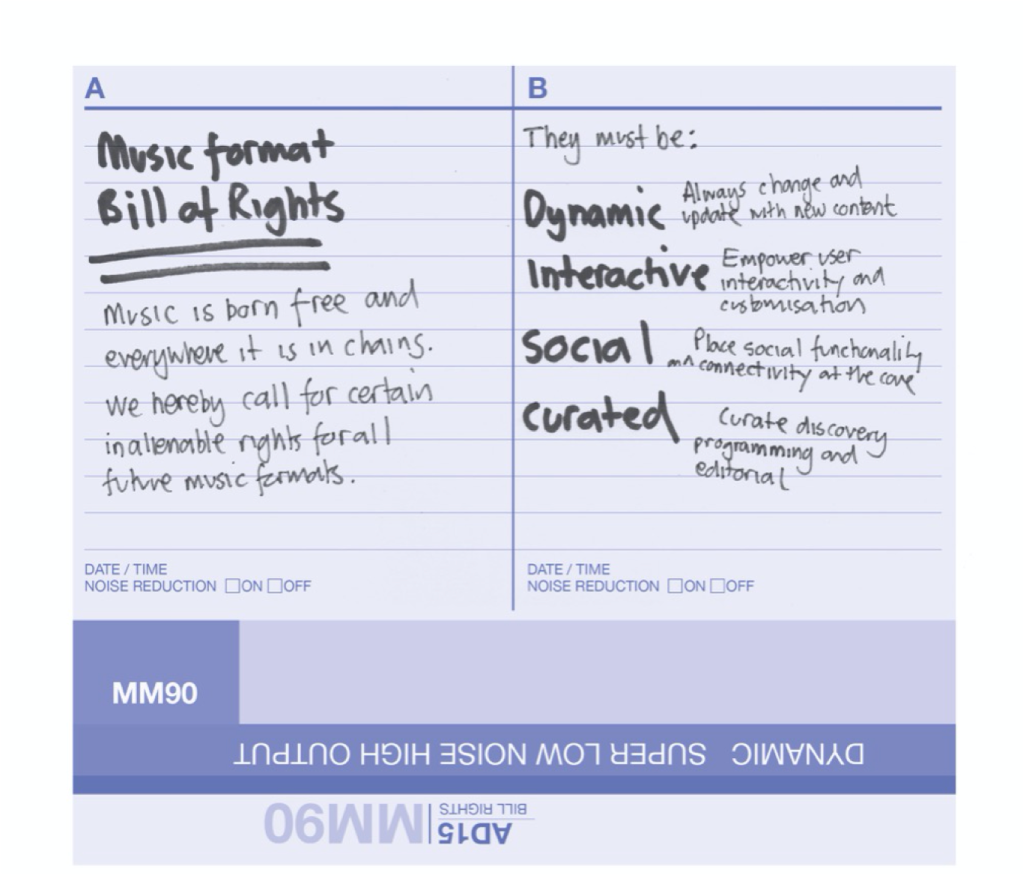 A
Music format
Bill of Rights
Music is born free and
everywhere it is in chains.
We hereby call for certain
inalienable rights for all
future music formats.
DATE / TIME
NOISE REDUCTION ☐ON ☐OFF
B
They must be:
Dynamic Always change and
update with new content
Interactive Empower user
interactivity and
customisation
Social Place social functionality
and connectivity at the core
curated Curate discovery
programming and
editorial
DATE / TIME
NOISE REDUCTION ☐ON ☐OFF
MM90
DYNAMIC SUPER LOW NOISE HIGH OUTPUT
AD15
BILL RIGHTS
MM90